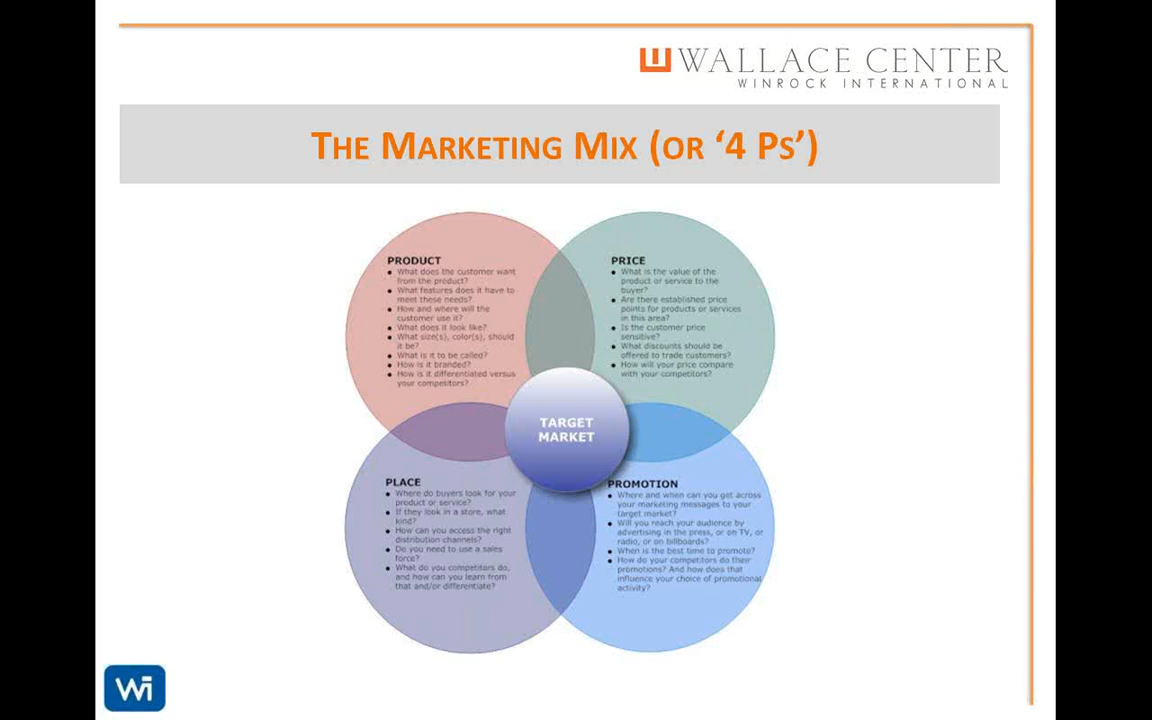 WALLACE CENTER
WINROCK INTERNATIONAL
THE MARKETING MIX (OR ‘4 PS’)
PRODUCT
• What does the customer want
from the product?
• What features does it have to
meet these needs?
• How and where will the
customer use it?
• What does it look like?
• What size(s), color(s), should
it be?
• What is it to be called?
• How is it branded?
• How is it differentiated versus
your competitors?
PRICE
• What is the value of the
product or service to the
buyer?
• Are there established price
points for products or services
in this area?
• Is the customer price
sensitive?
• What discounts should be
offered to trade customers?
• How will your price compare
with your competitors?
TARGET
MARKET
PLACE
• Where do buyers look for your
product or service?
• If they look in a store, what
kind?
• How can you access the right
distribution channels?
• Do you need to use a sales
force?
• What do you competitors do,
and how can you learn from
that and/or differentiate?
PROMOTION
• Where and when can you get across
your marketing messages to your
target market?
• Will you reach your audience by
advertising in the press, or on TV, or
radio, or on billboards?
• When is the best time to promote?
• How do your competitors do their
promotions? And how does that
influence your choice of promotional
activity?
Wi